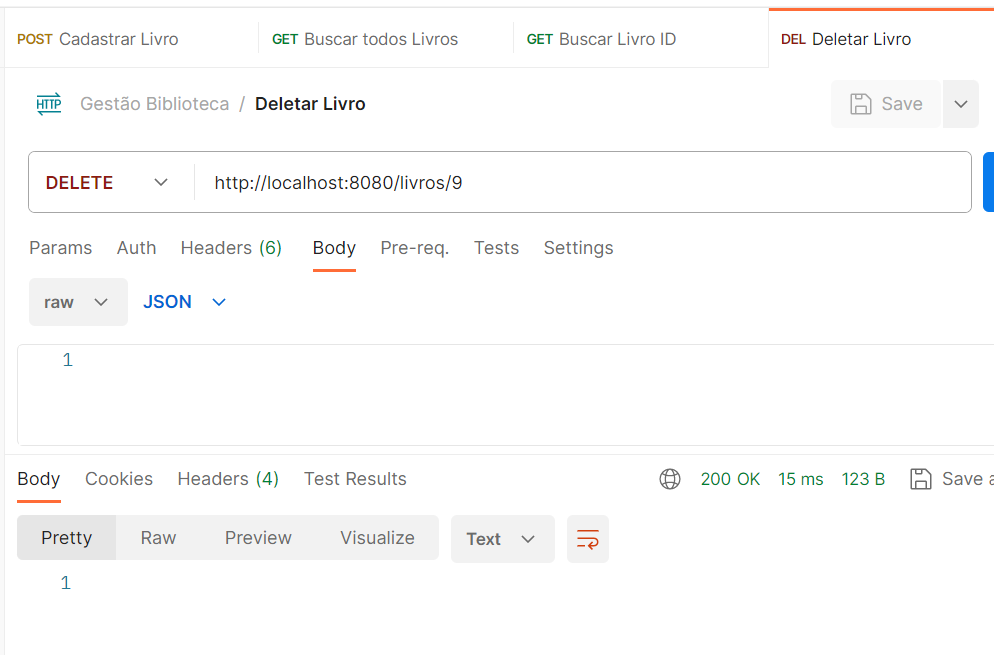 POST Cadastrar Livro GET Buscar todos Livros GET Buscar Livro ID DEL Deletar Livro
HTTP Gestão Biblioteca / Deletar Livro Save
DELETE http://localhost:8080/livros/9
Params Auth Headers (6) Body Pre-req. Tests Settings
raw JSON
1
Body Cookies Headers (4) Test Results 200 OK 15 ms 123 B Save a
Pretty Raw Preview Visualize Text
1